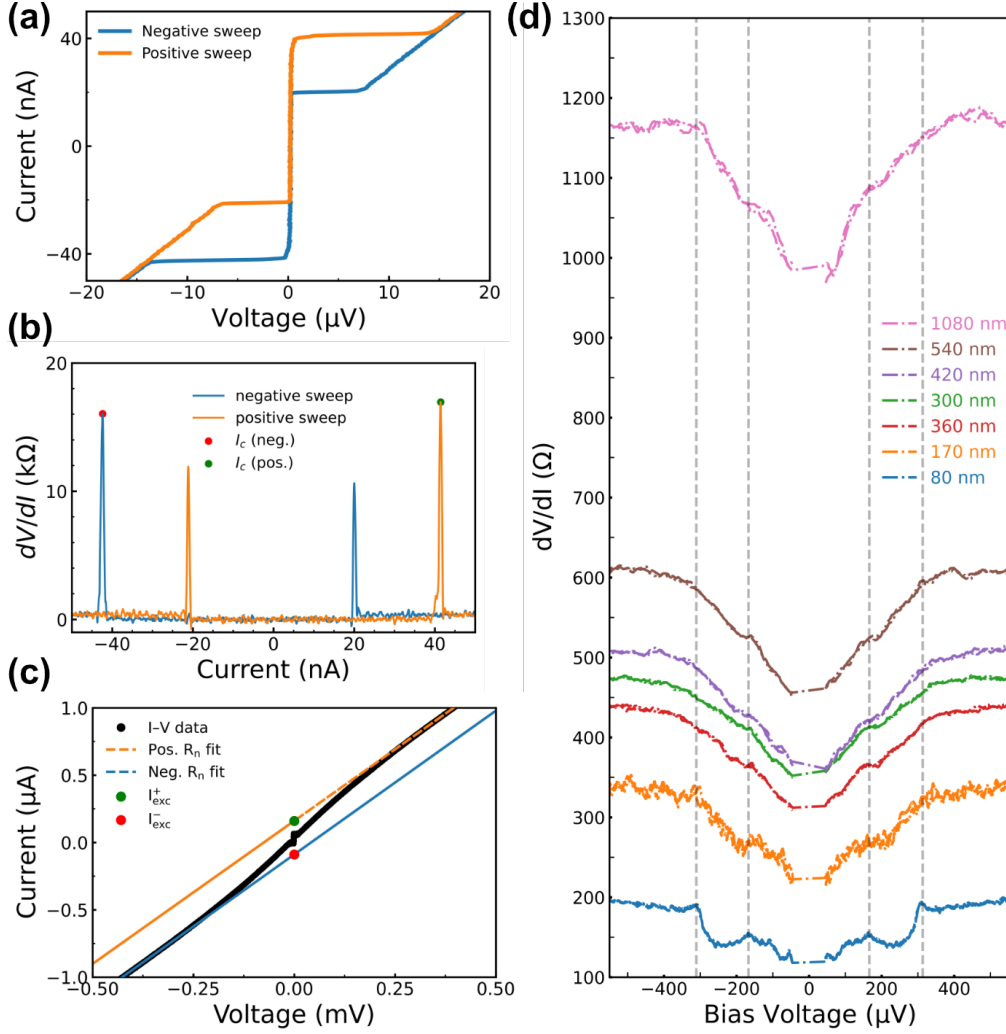 (a)
Negative sweep
Positive sweep
40
0
−40
Current (nA)
−20
−10
0
10
20
Voltage (µV)
(b)
negative sweep
positive sweep
I_c (neg.)
I_c (pos.)
20
10
0
dV/dI (kΩ)
−40
−20
0
20
40
Current (nA)
(c)
I–V data
Pos. Rₙ fit
Neg. Rₙ fit
I⁺exc
I⁻exc
1.0
0.5
0.0
−0.5
−1.0
Current (µA)
−0.50
−0.25
0.00
0.25
0.50
Voltage (mV)
(d)
1300
1200
1100
1000
900
800
700
600
500
400
300
200
100
dV/dI (Ω)
1080 nm
540 nm
420 nm
300 nm
360 nm
170 nm
80 nm
−400
−200
0
200
400
Bias Voltage (µV)